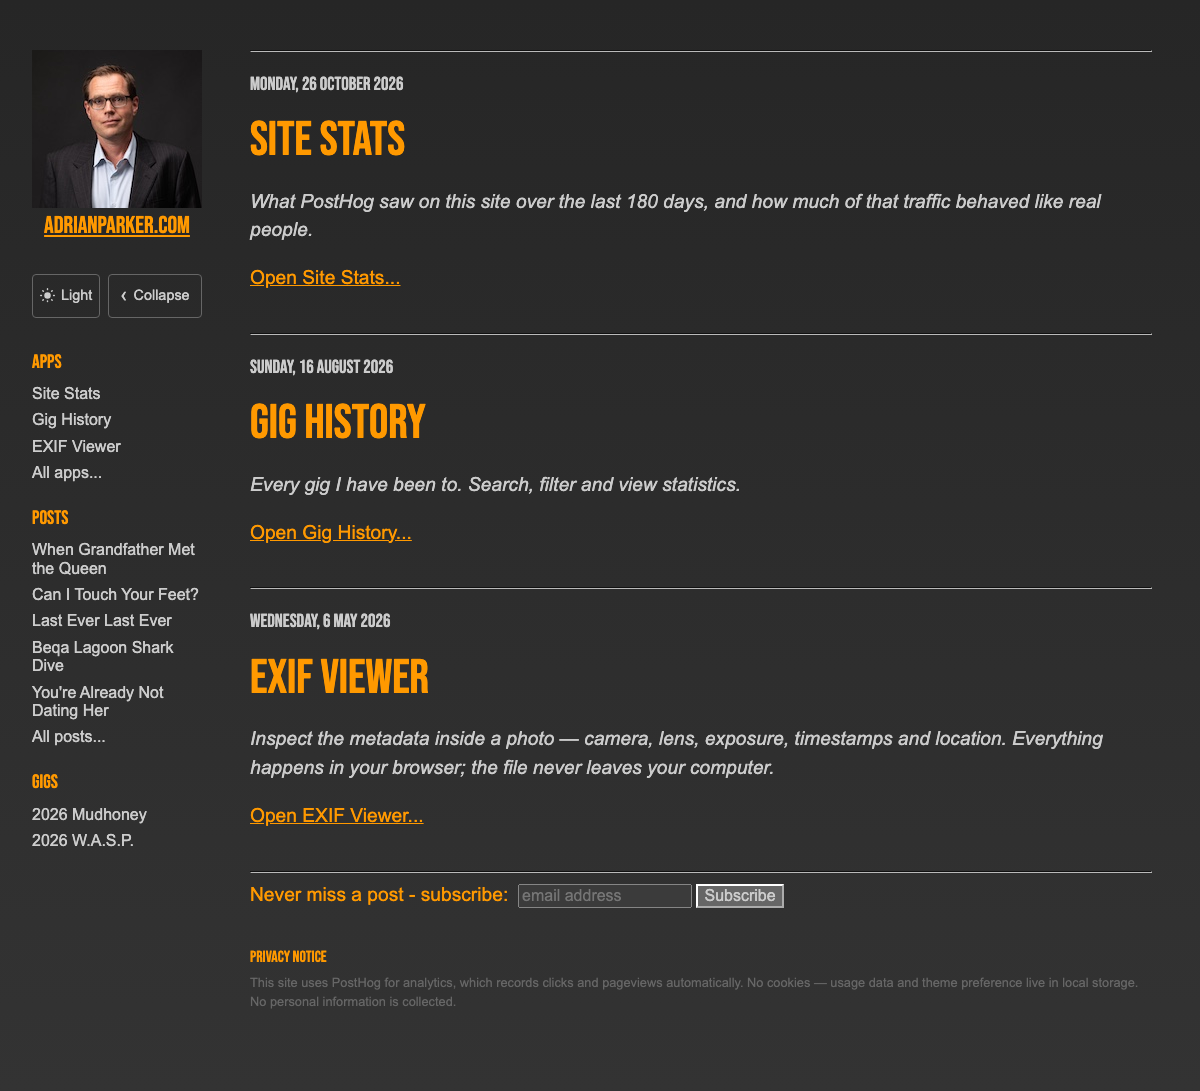 ADRIANPARKER.COM
Light
‹ Collapse
APPS
Site Stats
Gig History
EXIF Viewer
All apps...
POSTS
When Grandfather Met
the Queen
Can I Touch Your Feet?
Last Ever Last Ever
Beqa Lagoon Shark
Dive
You're Already Not
Dating Her
All posts...
GIGS
2026 Mudhoney
2026 W.A.S.P.
MONDAY, 26 OCTOBER 2026
SITE STATS
What PostHog saw on this site over the last 180 days, and how much of that traffic behaved like real
people.
Open Site Stats...
SUNDAY, 16 AUGUST 2026
GIG HISTORY
Every gig I have been to. Search, filter and view statistics.
Open Gig History...
WEDNESDAY, 6 MAY 2026
EXIF VIEWER
Inspect the metadata inside a photo — camera, lens, exposure, timestamps and location. Everything
happens in your browser; the file never leaves your computer.
Open EXIF Viewer...
Never miss a post - subscribe: email address Subscribe
PRIVACY NOTICE
This site uses PostHog for analytics, which records clicks and pageviews automatically. No cookies — usage data and theme preference live in local storage.
No personal information is collected.